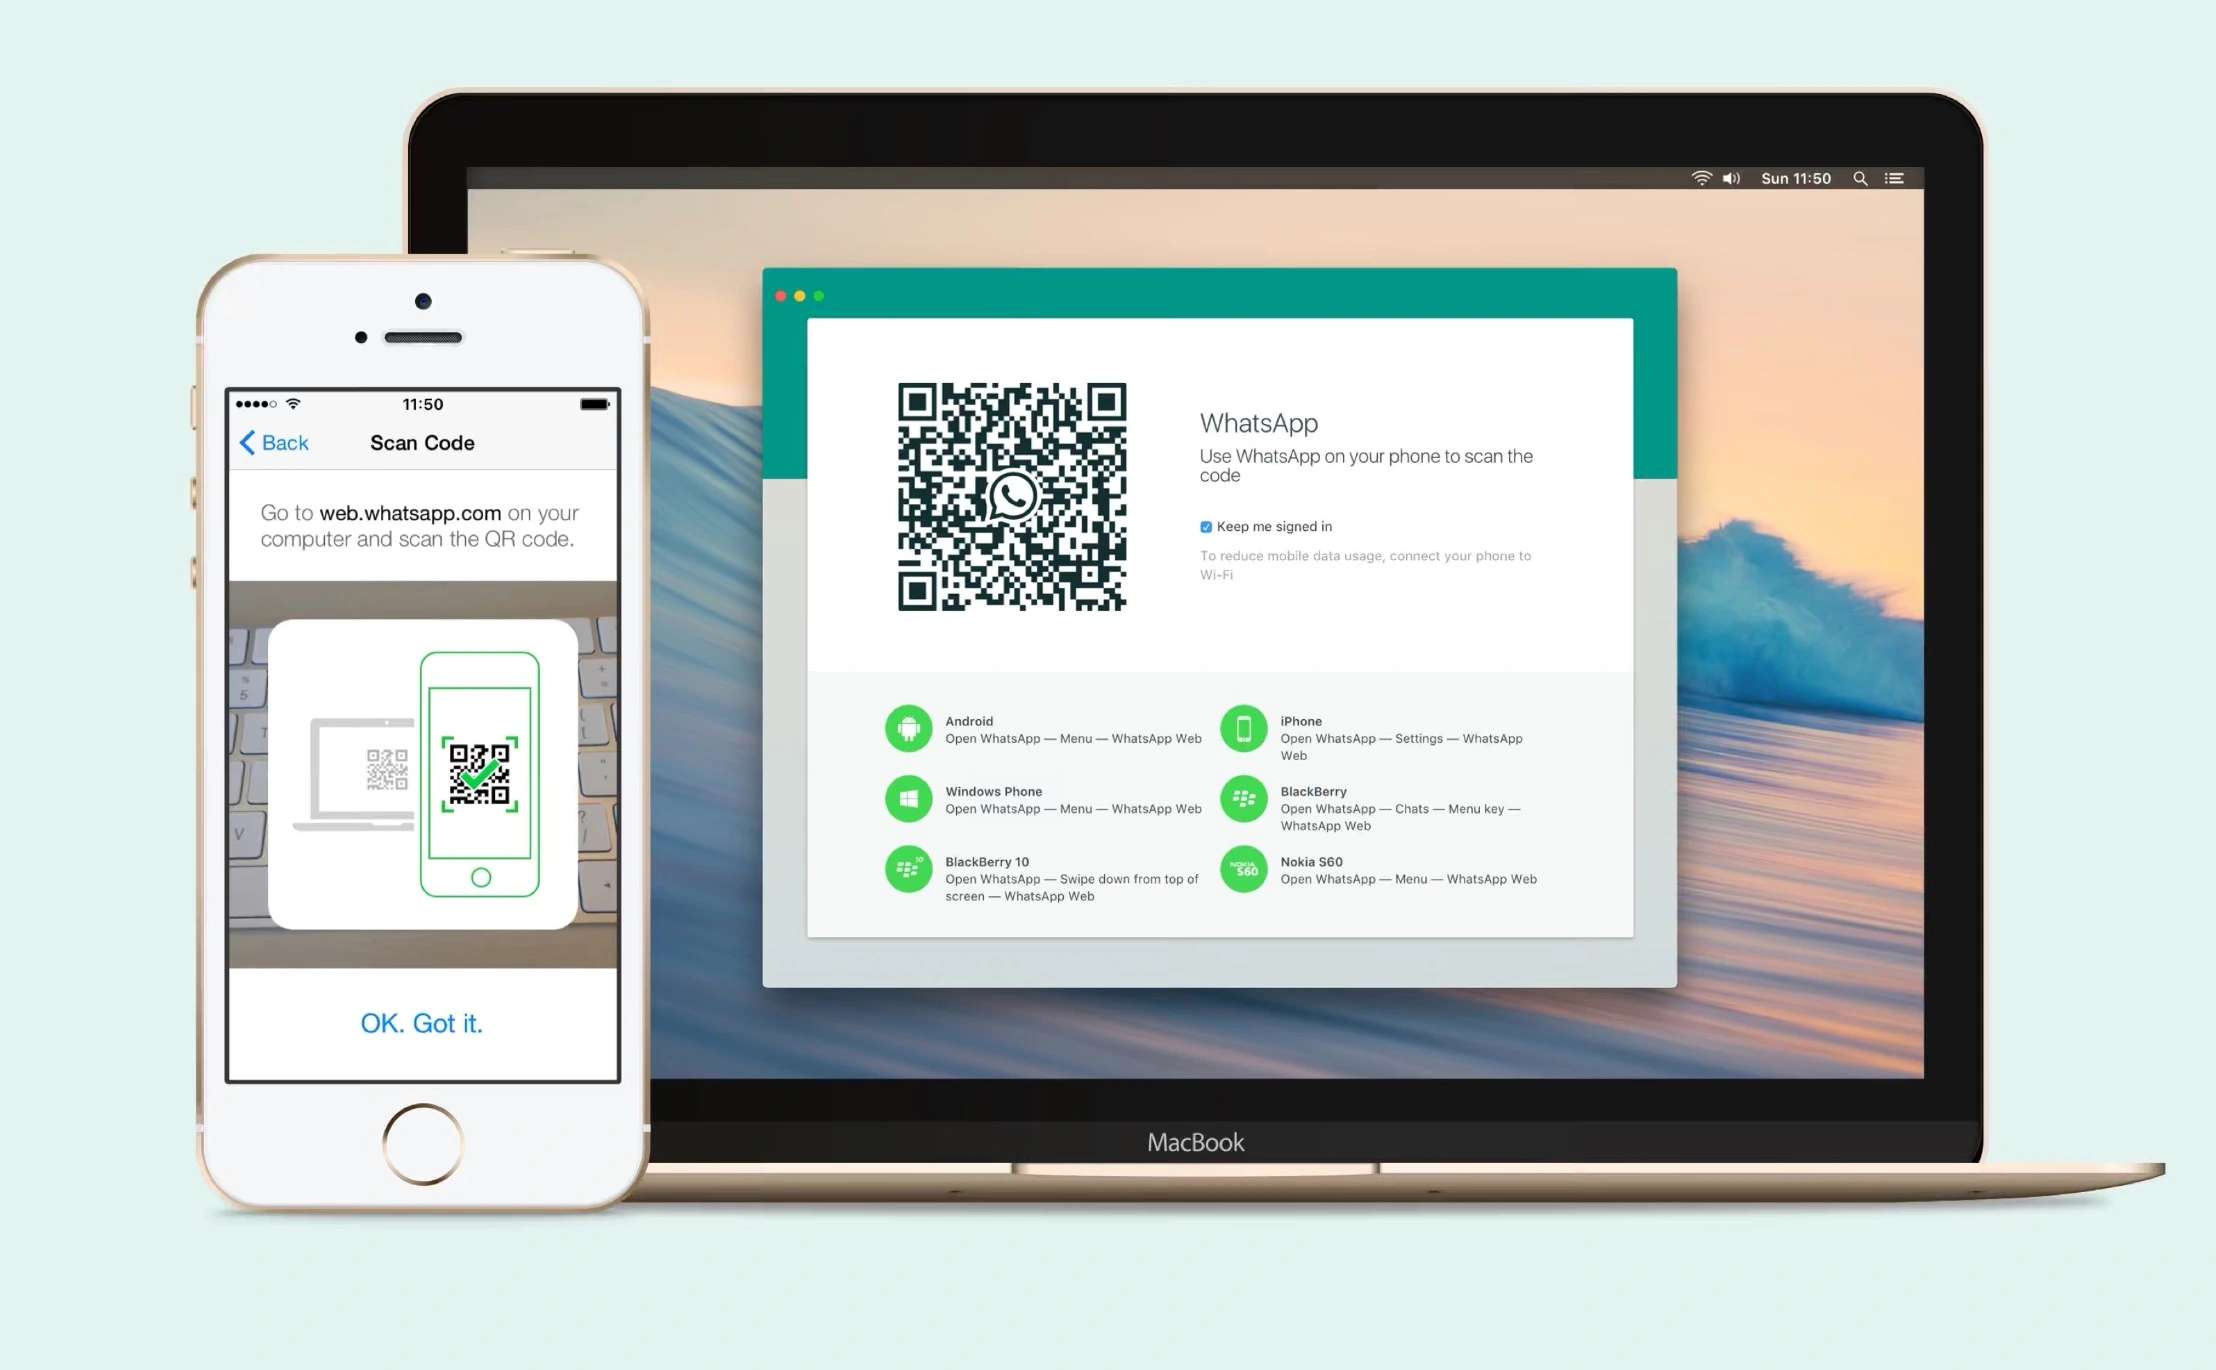 Sun 11:50
11:50
Back
Scan Code
Go to web.whatsapp.com on your
computer and scan the QR code.
OK. Got it.
WhatsApp
Use WhatsApp on your phone to scan the
code
Keep me signed in
To reduce mobile data usage, connect your phone to
Wi-Fi
Android
Open WhatsApp — Menu — WhatsApp Web
iPhone
Open WhatsApp — Settings — WhatsApp
Web
Windows Phone
Open WhatsApp — Menu — WhatsApp Web
BlackBerry
Open WhatsApp — Chats — Menu key —
WhatsApp Web
10
BlackBerry 10
Open WhatsApp — Swipe down from top of
screen — WhatsApp Web
NOKIA
S60
Nokia S60
Open WhatsApp — Menu — WhatsApp Web
MacBook